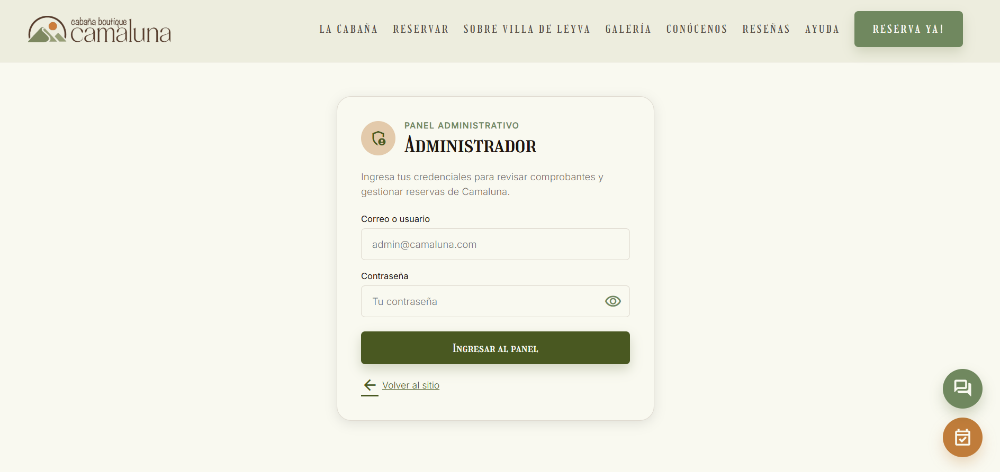 cabaña boutique
camaluna
LA CABAÑA RESERVAR SOBRE VILLA DE LEYVA GALERÍA CONÓCENOS RESEÑAS AYUDA RESERVA YA!
PANEL ADMINISTRATIVO
Administrador
Ingresa tus credenciales para revisar comprobantes y
gestionar reservas de Camaluna.
Correo o usuario
admin@camaluna.com
Contraseña
Tu contraseña
Ingresar al panel
Volver al sitio